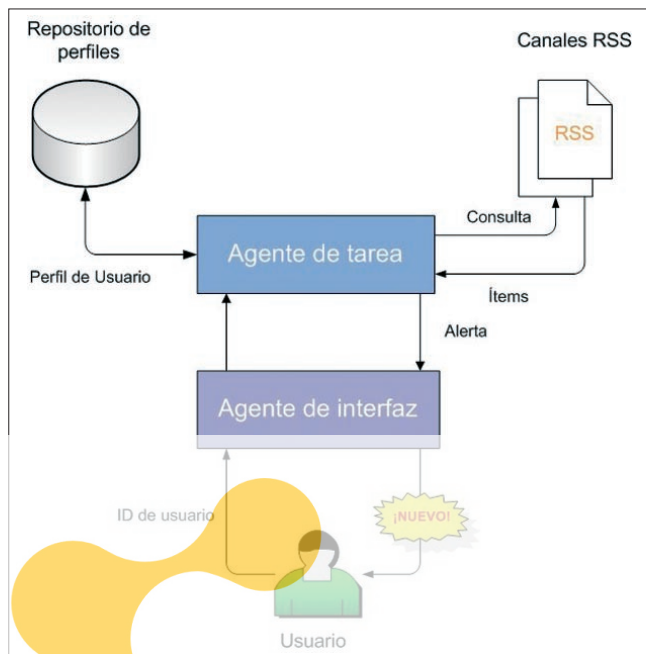 Repositorio de
perfiles
Canales RSS
RSS
Consulta
Agente de tarea
Perfil de Usuario
Ítems
Alerta
Agente de interfaz
ID de usuario
¡NUEVO!
Usuario